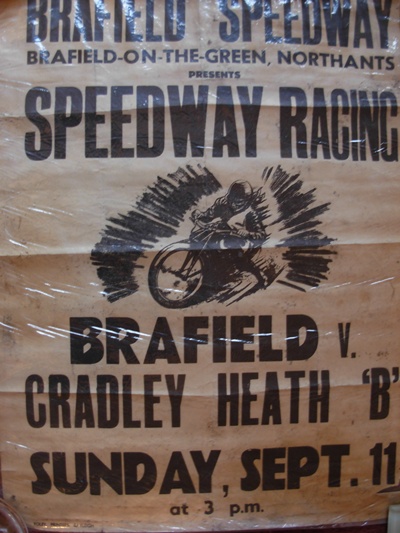 BRAFIELD SPEEDWAY
BRAFIELD-ON-THE-GREEN, NORTHANTS
PRESENTS
SPEEDWAY RACING
BRAFIELD V.
CRADLEY HEATH 'B'
SUNDAY, SEPT. 11
at 3 p.m.